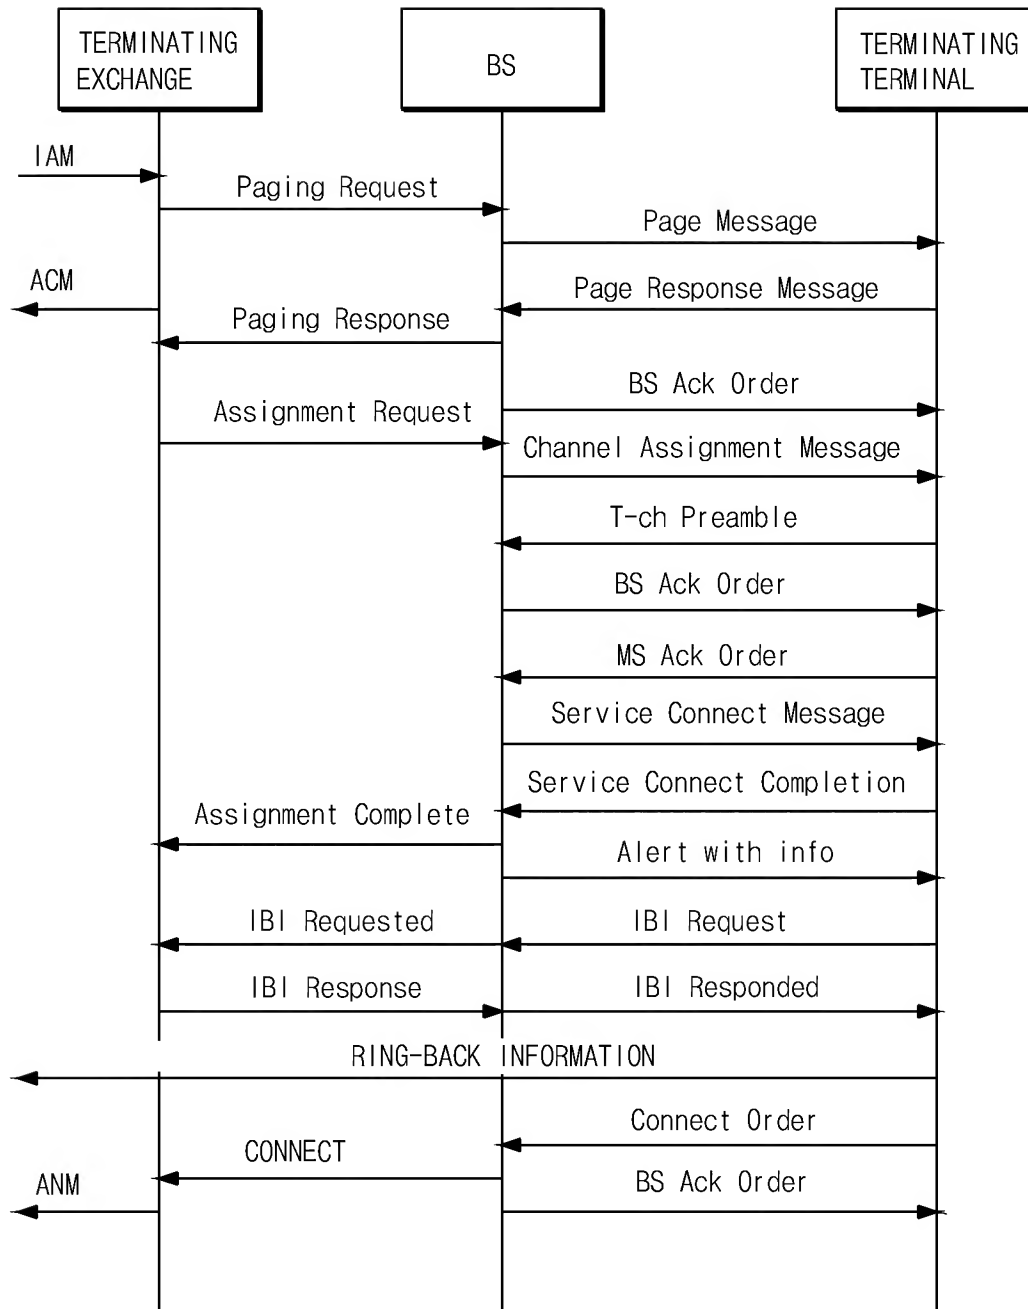 TERMINATING
EXCHANGE
BS
TERMINATING
TERMINAL
IAM
Paging Request
Page Message
ACM
Page Response Message
Paging Response
BS Ack Order
Assignment Request
Channel Assignment Message
T-ch Preamble
BS Ack Order
MS Ack Order
Service Connect Message
Service Connect Completion
Assignment Complete
Alert with info
IBI Requested
IBI Request
IBI Response
IBI Responded
RING-BACK INFORMATION
Connect Order
CONNECT
ANM
BS Ack Order